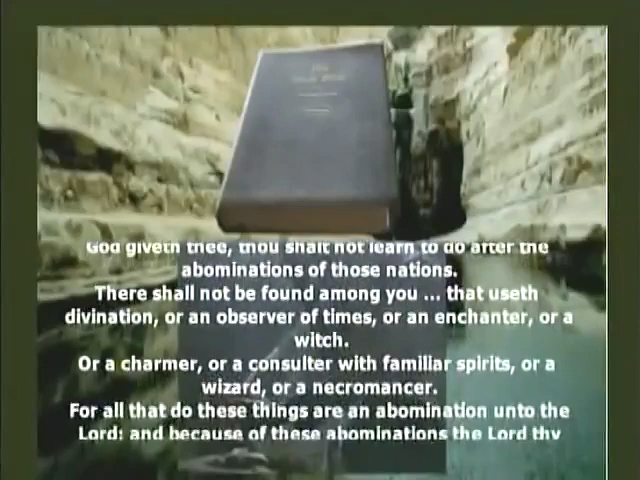 God giveth thee, thou shalt not learn to do after the
abominations of those nations.
There shall not be found among you ... that useth
divination, or an observer of times, or an enchanter, or a
witch.
Or a charmer, or a consulter with familiar spirits, or a
wizard, or a necromancer.
For all that do these things are an abomination unto the
Lord: and because of these abominations the Lord thy